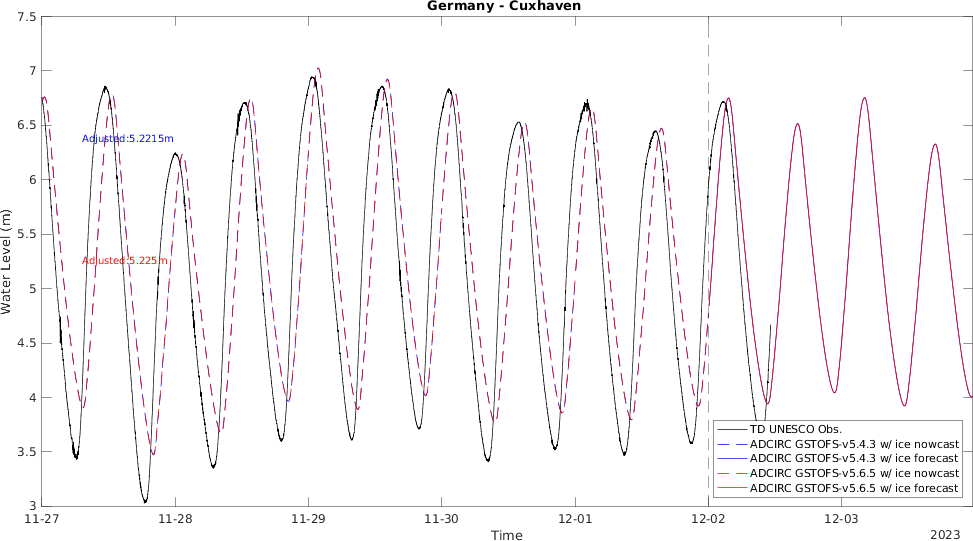 Germany - Cuxhaven
7.5
7
6.5
6
5.5
5
4.5
4
3.5
3
Water Level (m)
Adjusted:5.2215m
Adjusted:5.225m
TD UNESCO Obs.
ADCIRC GSTOFS-v5.4.3 w/ ice nowcast
ADCIRC GSTOFS-v5.4.3 w/ ice forecast
ADCIRC GSTOFS-v5.6.5 w/ ice nowcast
ADCIRC GSTOFS-v5.6.5 w/ ice forecast
11-27 11-28 11-29 11-30 12-01 12-02 12-03
Time
2023